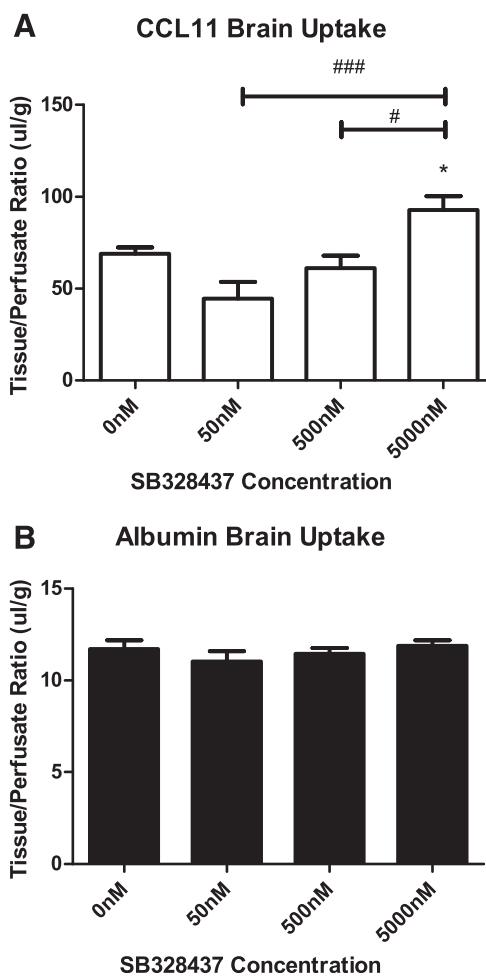 A
CCL11 Brain Uptake
###
#
*
Tissue/Perfusate Ratio (ul/g)
150
100
50
0
0nM
50nM
500nM
5000nM
SB328437 Concentration
B
Albumin Brain Uptake
Tissue/Perfusate Ratio (ul/g)
15
10
5
0
0nM
50nM
500nM
5000nM
SB328437 Concentration